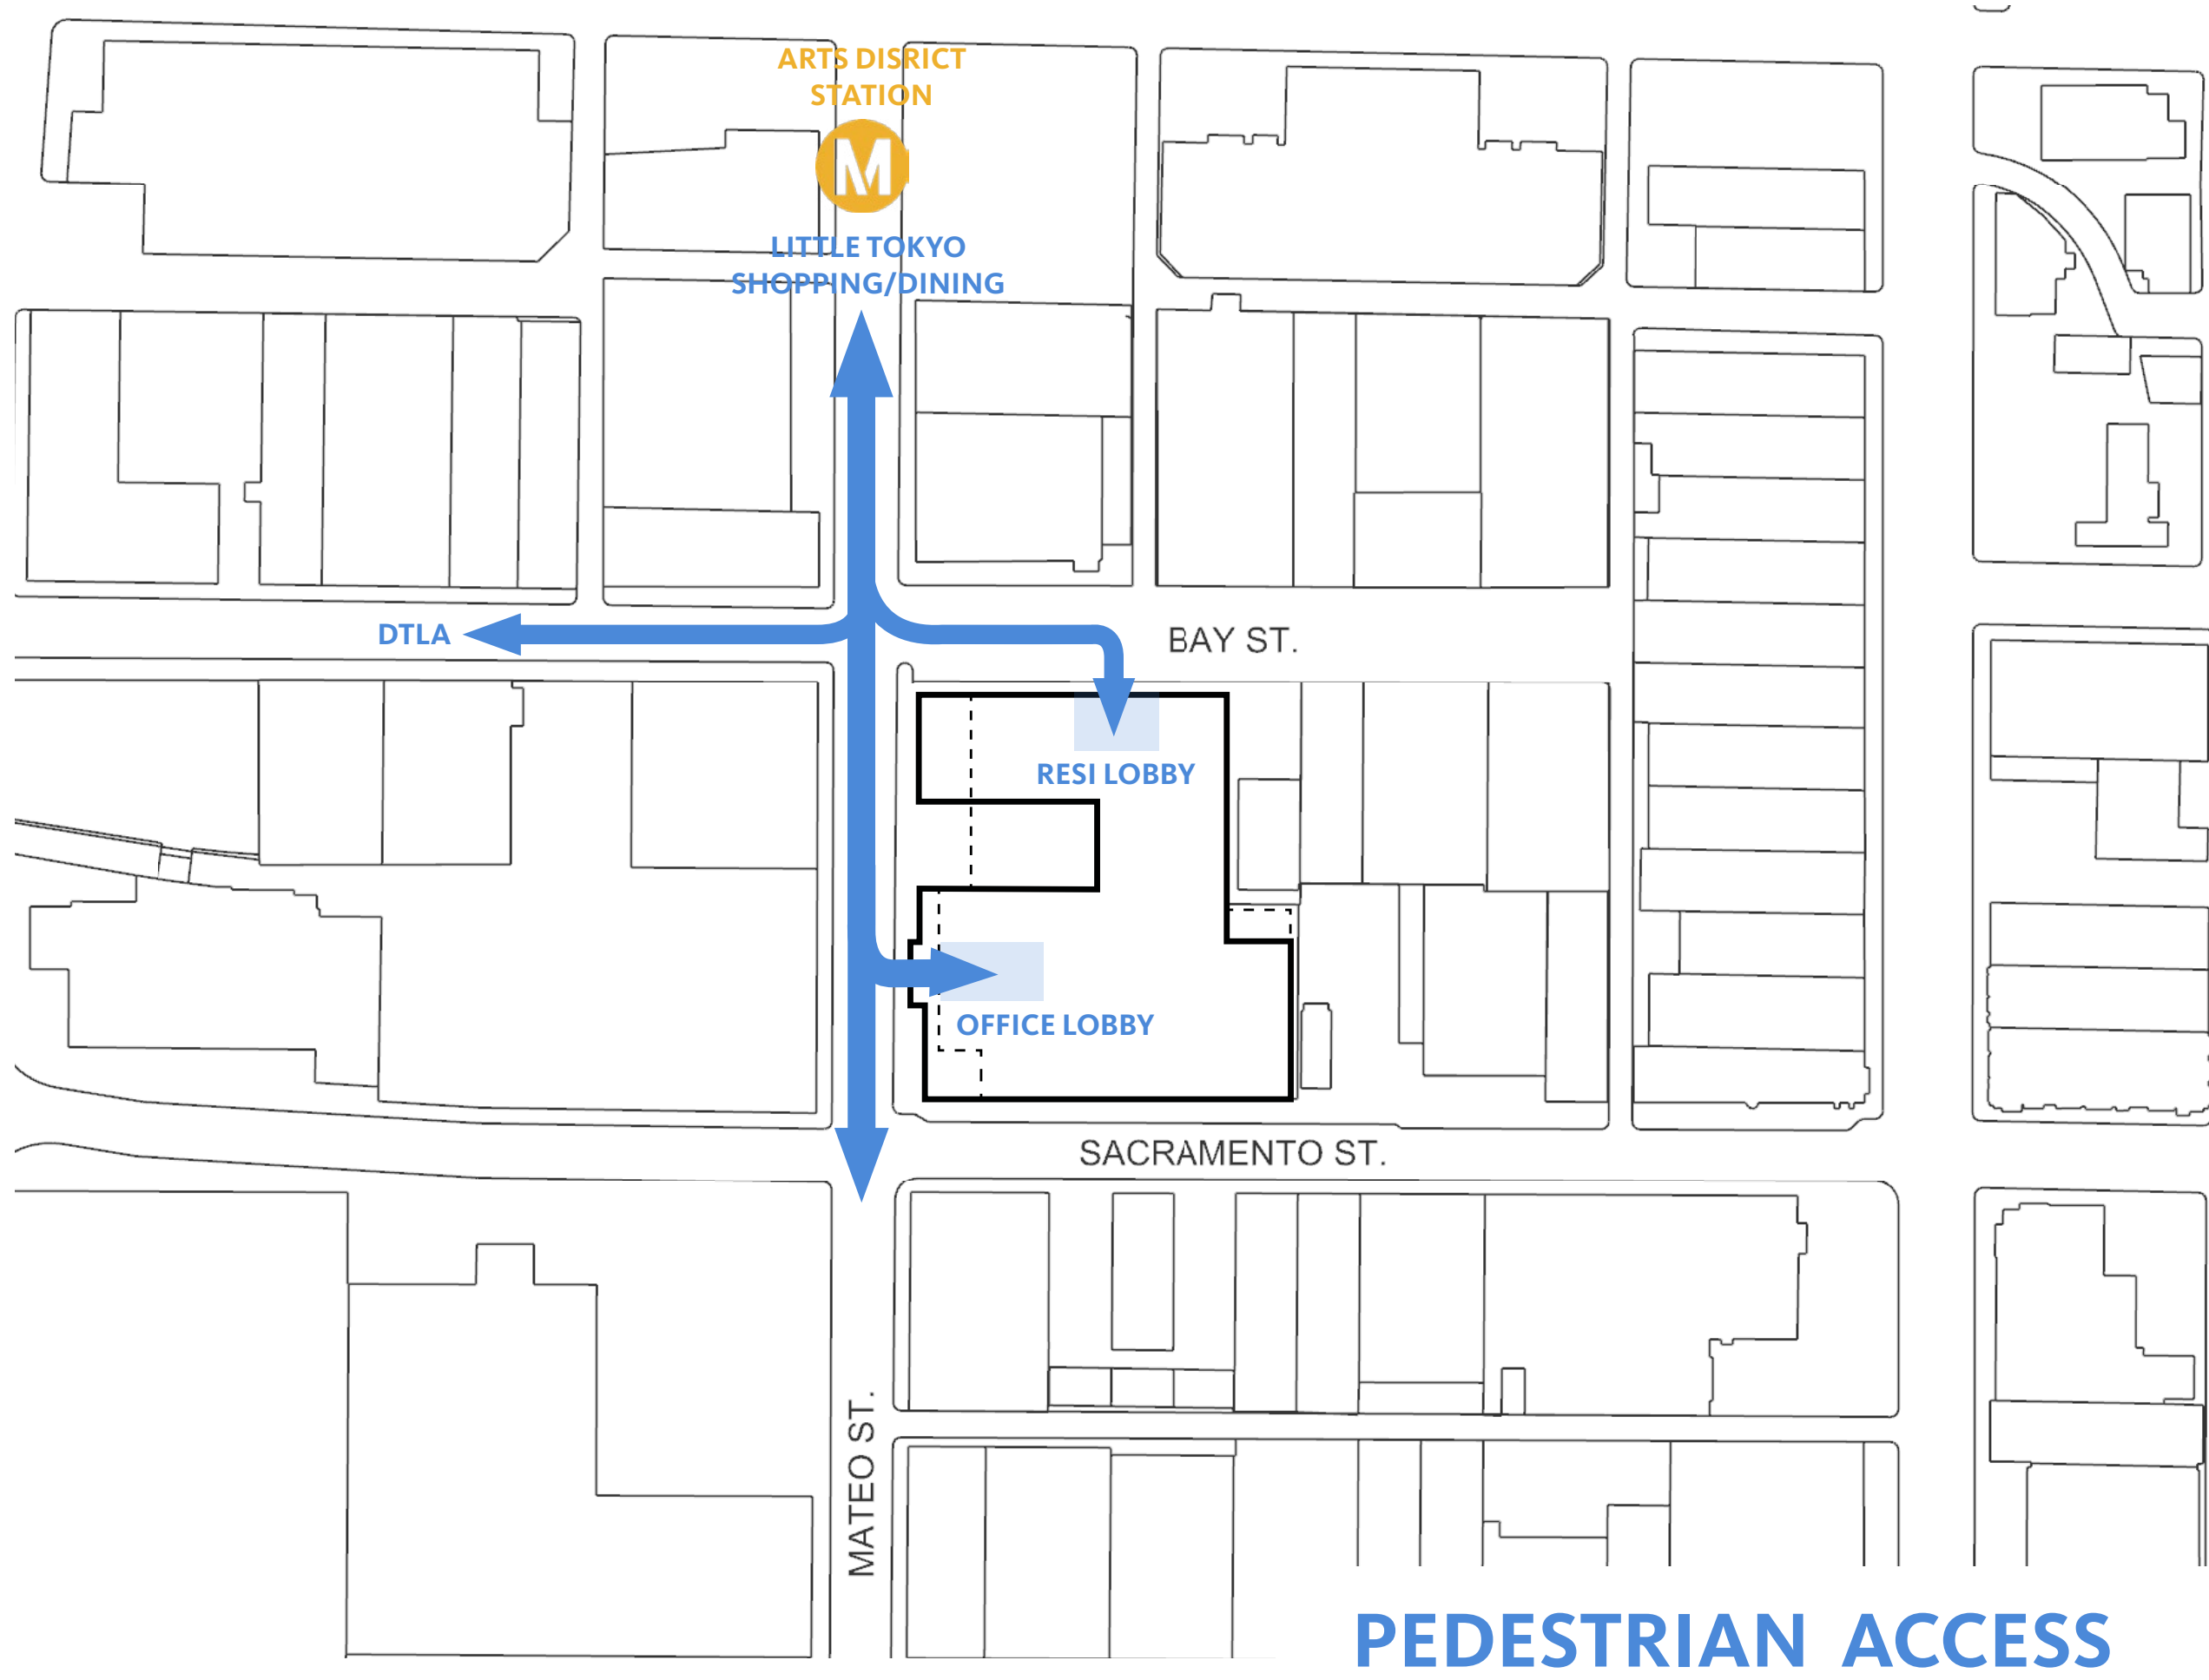 ARTS DISRICT
STATION
M
LITTLE TOKYO
SHOPPING/DINING
DTLA
BAY ST.
RESI LOBBY
OFFICE LOBBY
SACRAMENTO ST.
MATEO ST.
PEDESTRIAN ACCESS